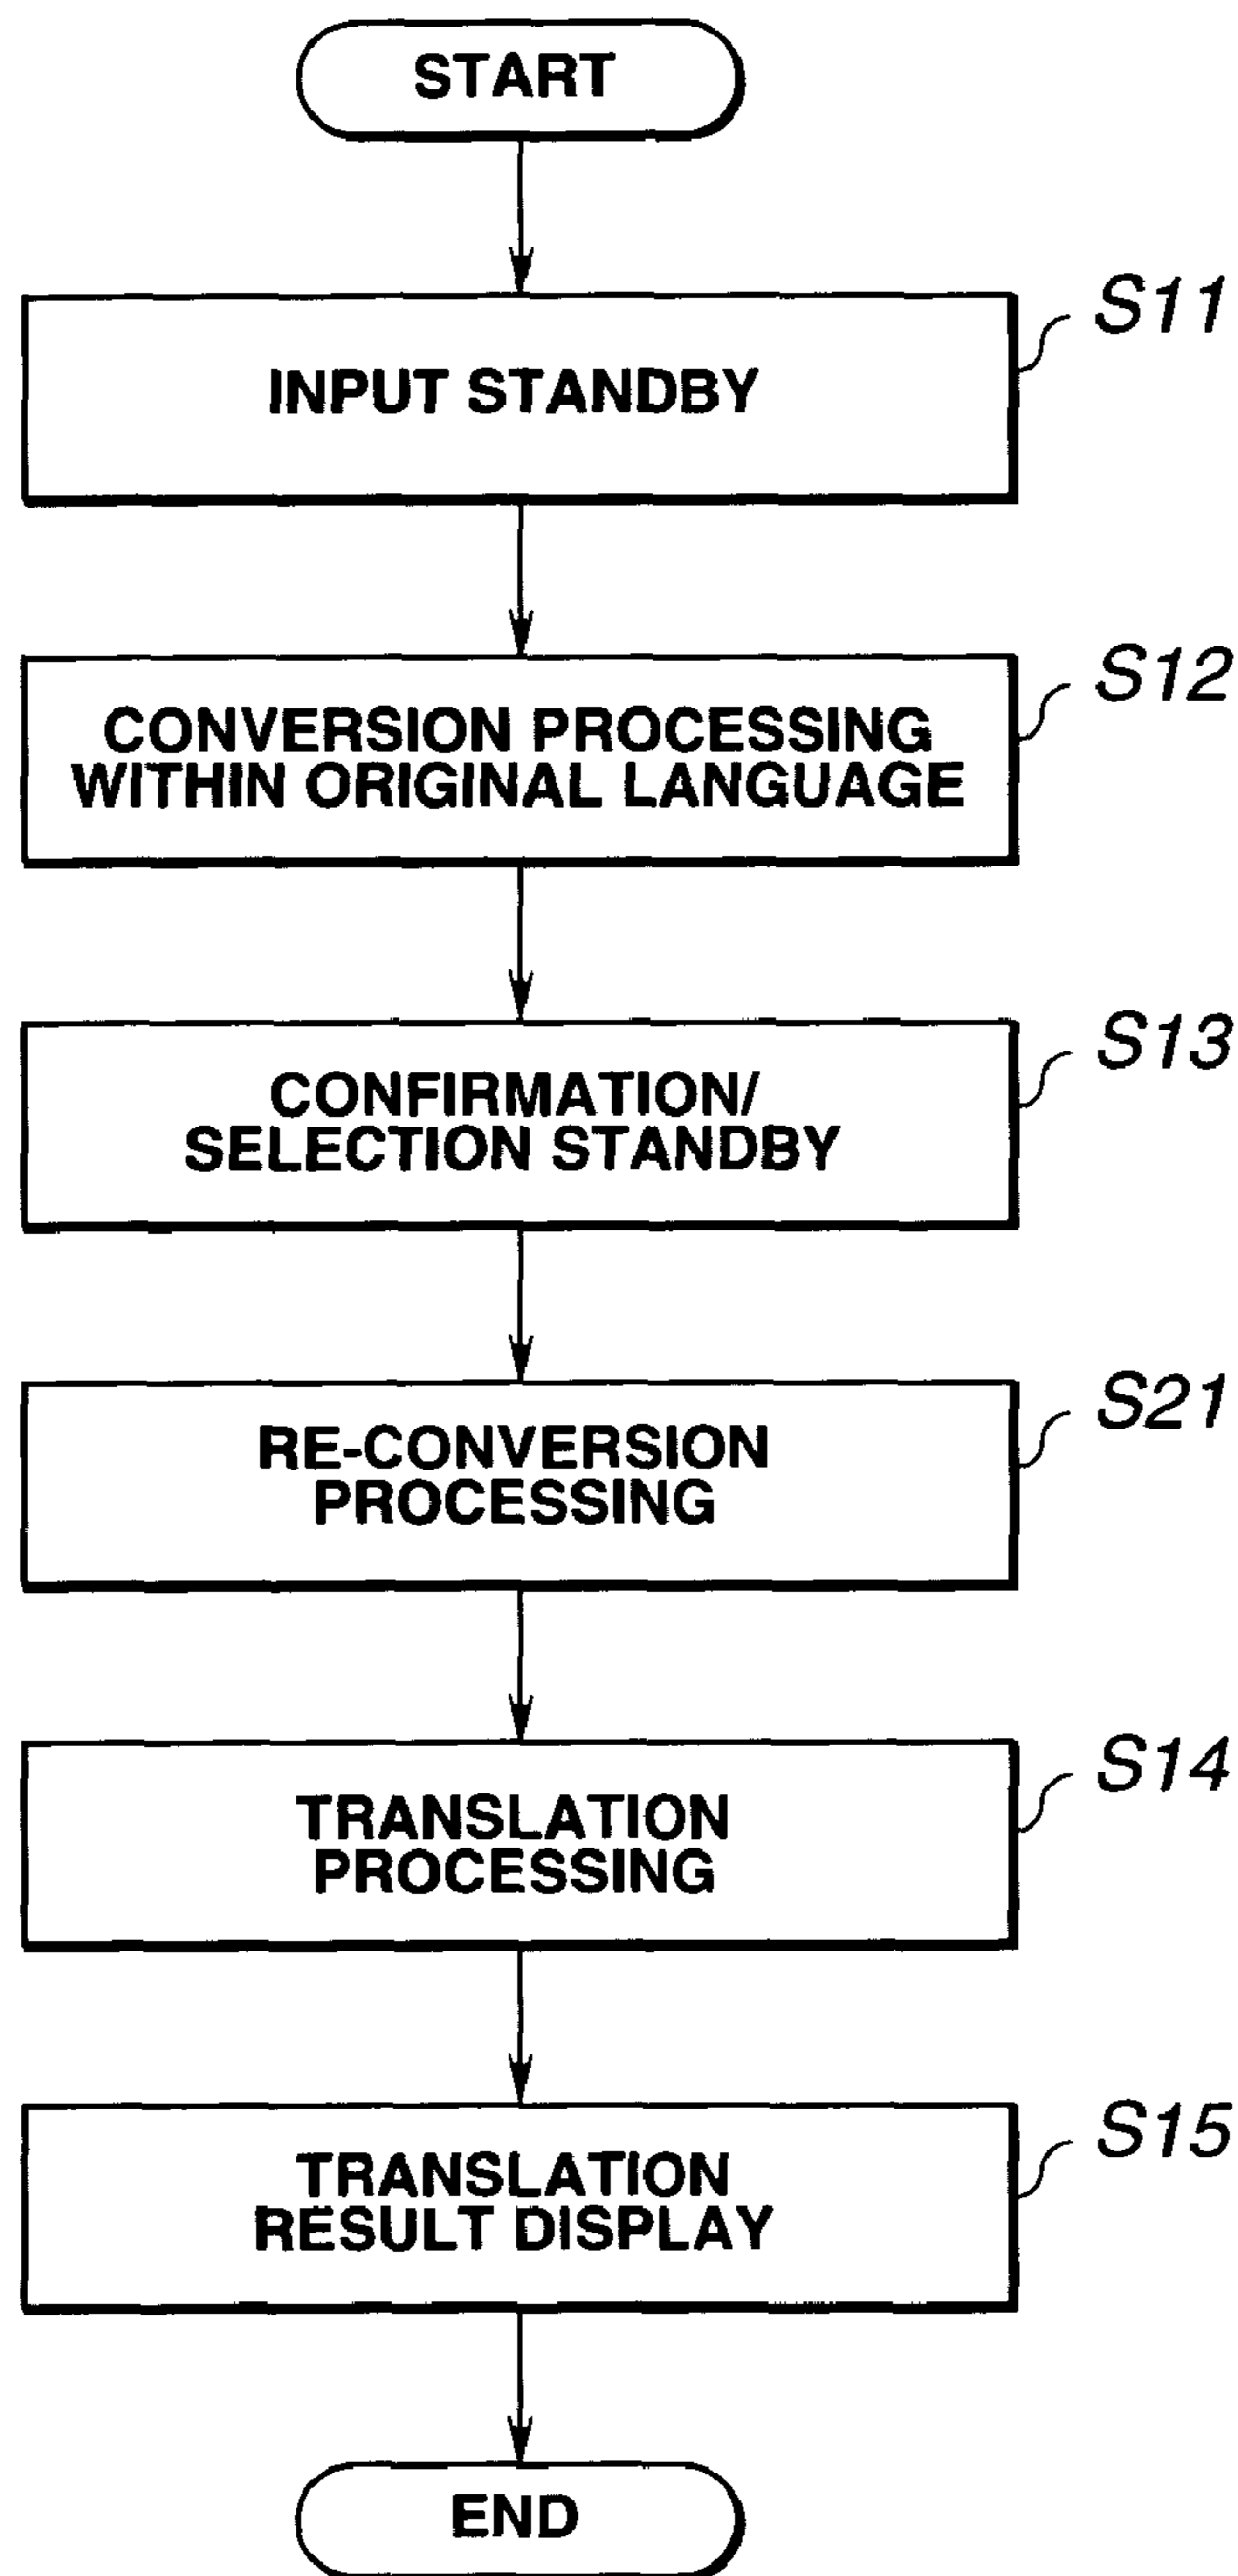 START
S11
INPUT STANDBY
S12
CONVERSION PROCESSING
WITHIN ORIGINAL LANGUAGE
S13
CONFIRMATION/
SELECTION STANDBY
S21
RE-CONVERSION
PROCESSING
S14
TRANSLATION
PROCESSING
S15
TRANSLATION
RESULT DISPLAY
END